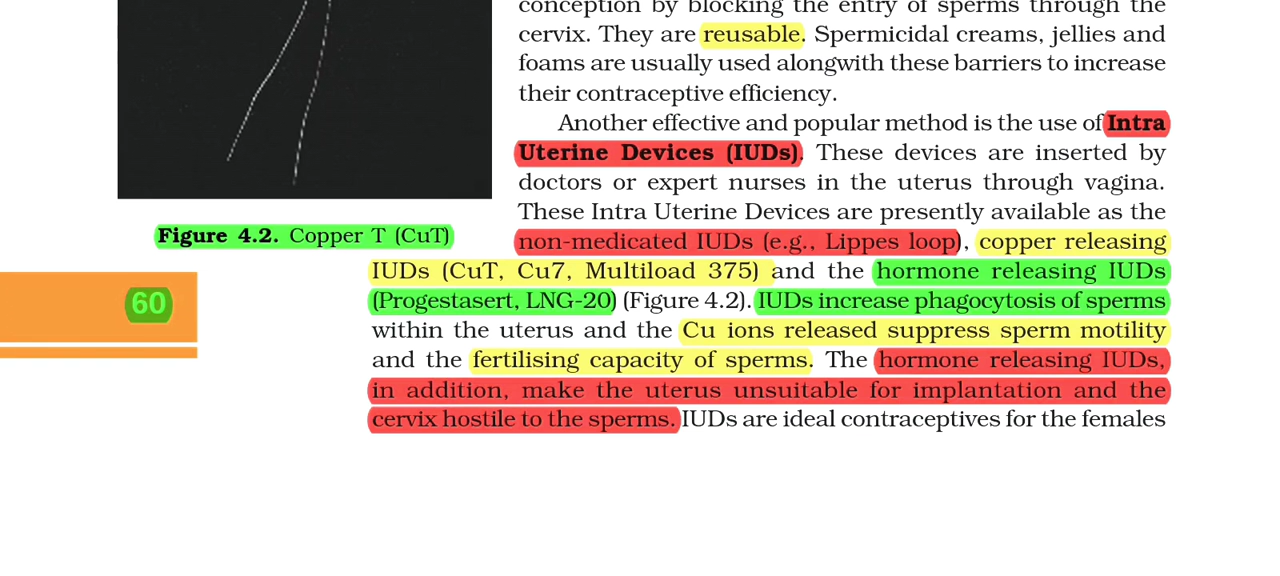 conception by blocking the entry of sperms through the
cervix. They are reusable. Spermicidal creams, jellies and
foams are usually used alongwith these barriers to increase
their contraceptive efficiency.
Another effective and popular method is the use of Intra
Uterine Devices (IUDs). These devices are inserted by
doctors or expert nurses in the uterus through vagina.
These Intra Uterine Devices are presently available as the
non-medicated IUDs (e.g., Lippes loop), copper releasing
IUDs (CuT, Cu7, Multiload 375) and the hormone releasing IUDs
(Progestasert, LNG-20) (Figure 4.2). IUDs increase phagocytosis of sperms
within the uterus and the Cu ions released suppress sperm motility
and the fertilising capacity of sperms. The hormone releasing IUDs,
in addition, make the uterus unsuitable for implantation and the
cervix hostile to the sperms. IUDs are ideal contraceptives for the females
Figure 4.2. Copper T (CuT)
60